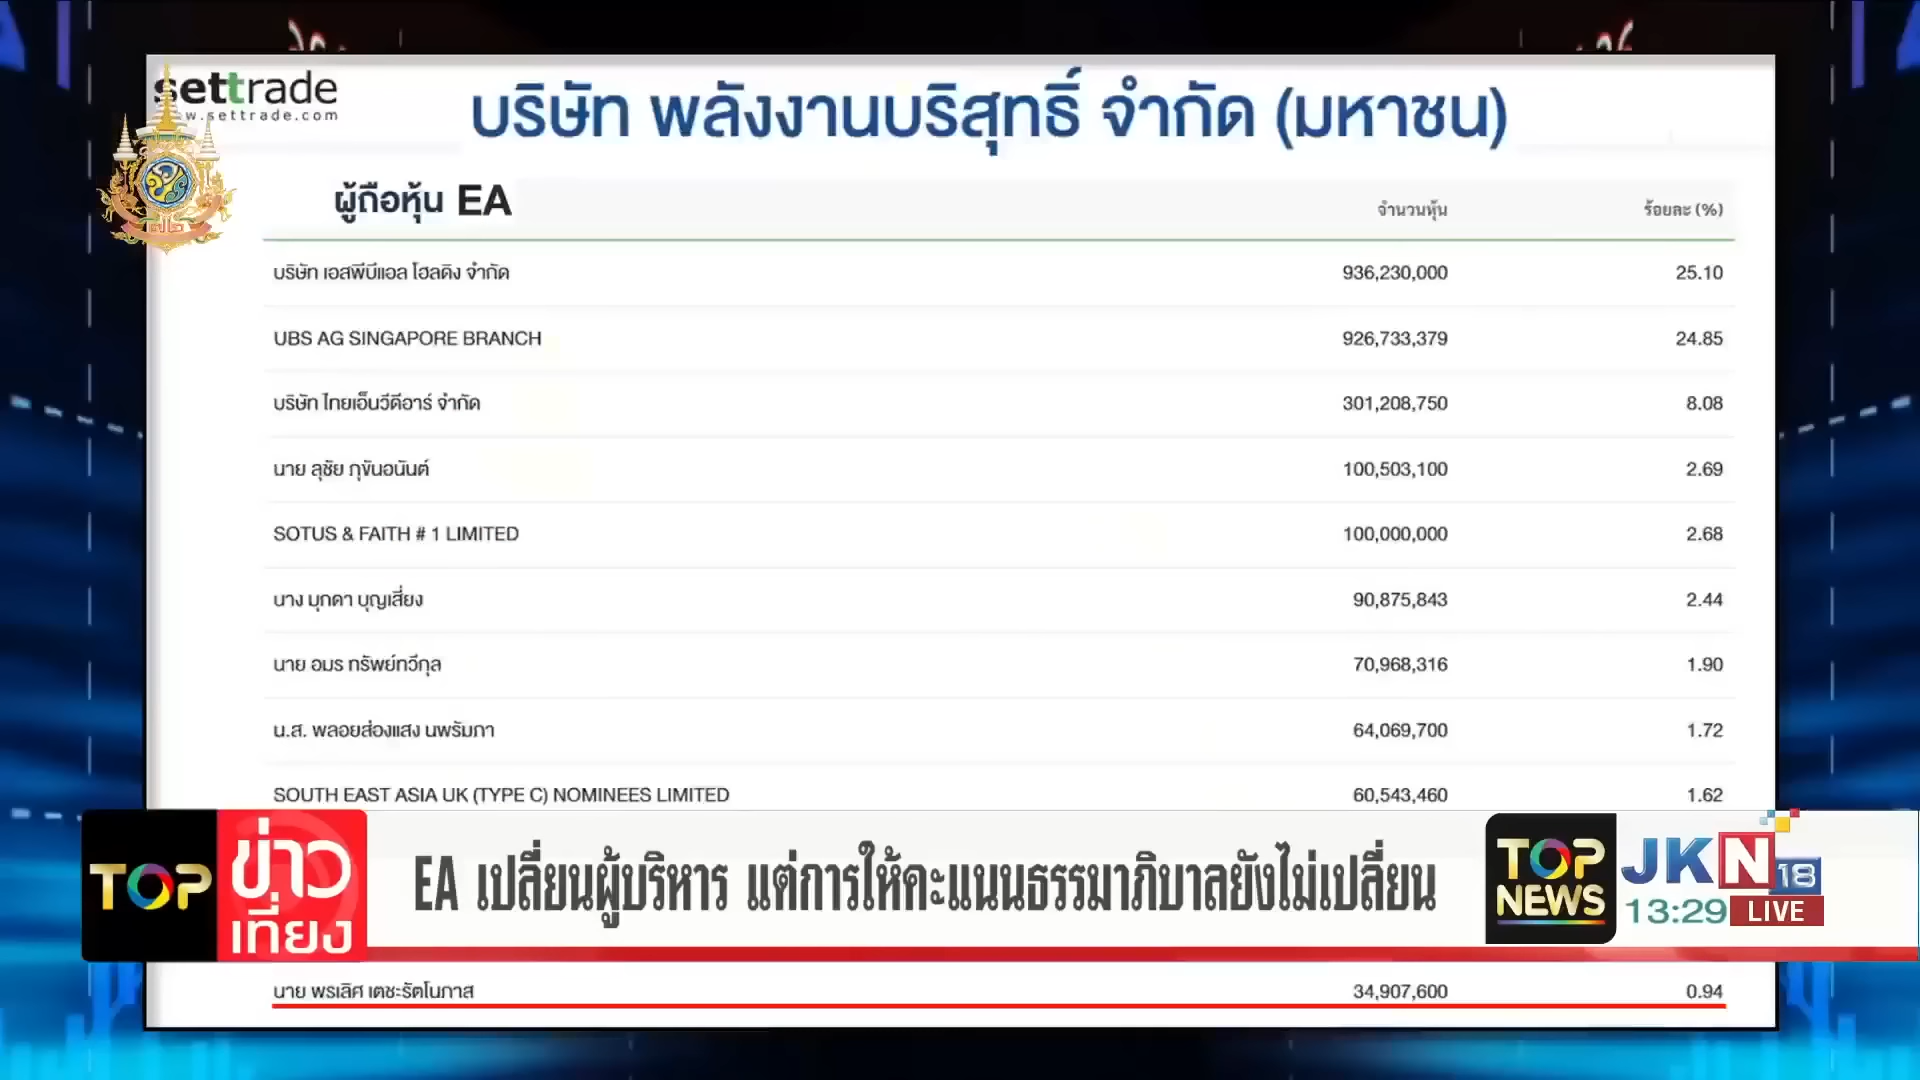 settrade
www.settrade.com
บริษัท พลังงานบริสุทธิ์ จำกัด (มหาชน)
ผู้ถือหุ้น EA จำนวนหุ้น ร้อยละ (%)
บริษัท เอสพีบีแอล โฮลดิง จำกัด 936,230,000 25.10
UBS AG SINGAPORE BRANCH 926,733,379 24.85
บริษัท ไทยเอ็นวีดีอาร์ จำกัด 301,208,750 8.08
นาย ลุชัย ภุขันอนันต์ 100,503,100 2.69
SOTUS & FAITH # 1 LIMITED 100,000,000 2.68
นาง มุกดา บุญเสี่ยง 90,875,843 2.44
นาย อมร ทรัพย์ทวีกุล 70,968,316 1.90
น.ส. พลอยส่องแสง นพรัมภา 64,069,700 1.72
SOUTH EAST ASIA UK (TYPE C) NOMINEES LIMITED 60,543,460 1.62
TOP ข่าวเที่ยง
EA เปลี่ยนผู้บริหาร แต่การให้คะแนนธรรมาภิบาลยังไม่เปลี่ยน
TOP NEWS
JKN 18
13:29 LIVE
นาย พรเลิศ เตชะรัตโนภาส 34,907,600 0.94